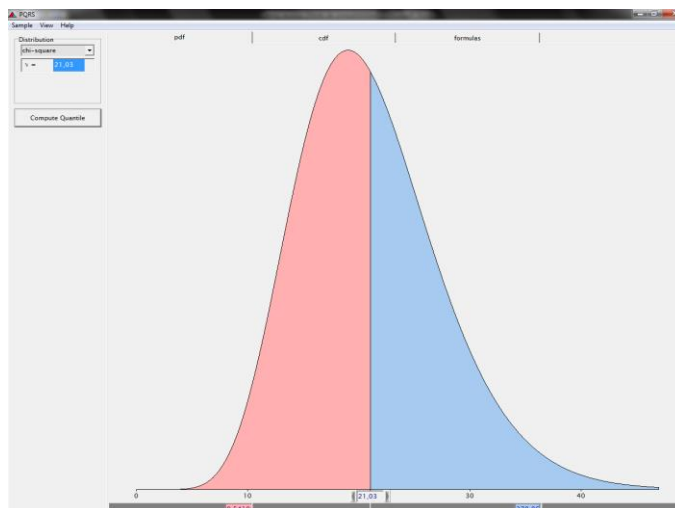 PQRS
Sample View Help
Distribution
chi-square
ν = 21,03
Compute Quantile
pdf
cdf
formulas
0
10
21,03
30
40